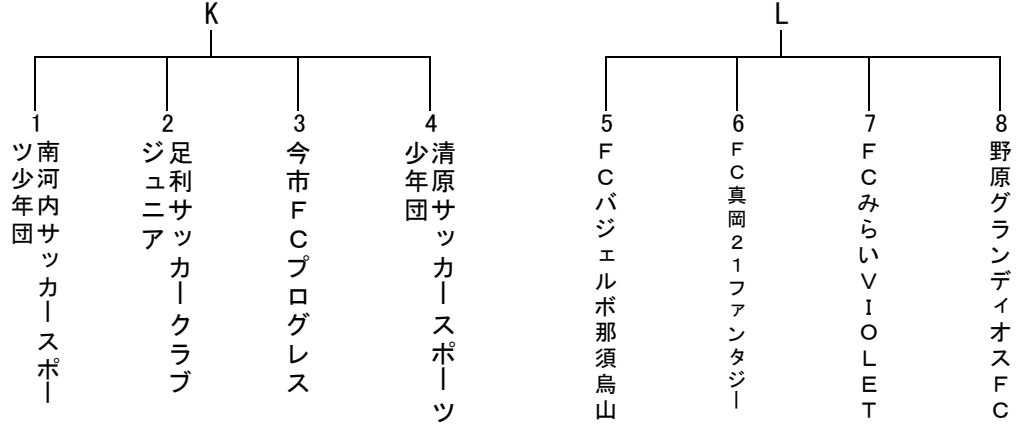 K
L
1
2
3
4
5
6
7
8
南河内サッカースポー
ツ少年団
足利サッカークラブ
ジュニア
今市FCプログレス
清原サッカースポーツ
少年団
FCバジェルボ那須烏山
FC真岡21ファンタジー
FCみらいVIOLET
野原グランディオスFC